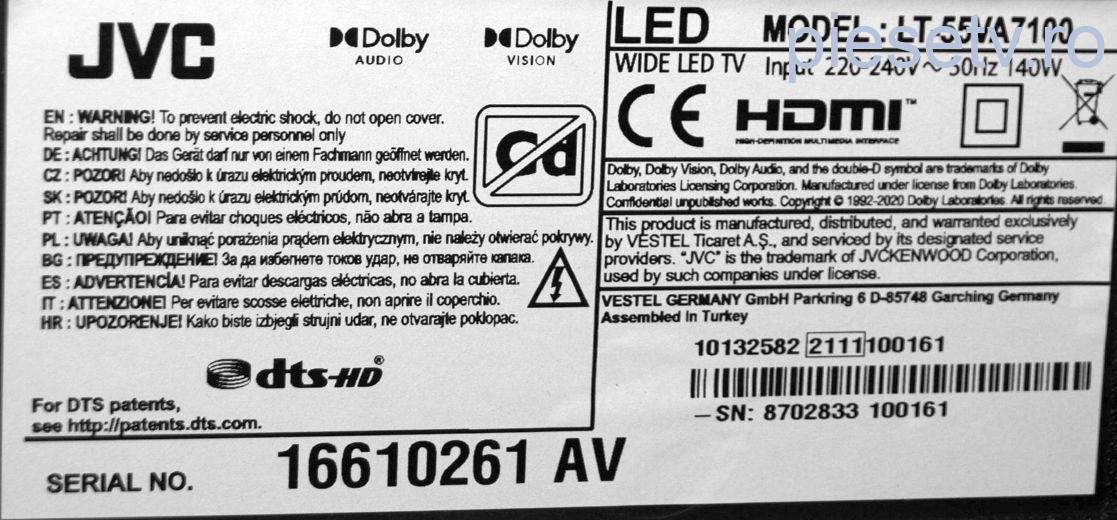 JVC
Dolby
AUDIO
Dolby
VISION
EN : WARNING! To prevent electric shock, do not open cover.
Repair shall be done by service personnel only
DE : ACHTUNG! Das Gerät darf nur von einem Fachmann geöffnet werden.
CZ : POZOR! Aby nedošlo k úrazu elektrickým proudem, neotvírejte kryt.
SK : POZOR! Aby nedošlo k úrazu elektrickým prúdom, neotvárajte kryt.
PT : ATENÇÃO! Para evitar choques eléctricos, não abra a tampa.
PL : UWAGA! Aby uniknąć porażenia prądem elektrycznym, nie należy otwierać pokrywy.
BG : ПРЕДУПРЕЖДЕНИЕ! За да избегнете токов удар, не отваряйте капака.
ES : ADVERTENCÍA! Para evitar descargas eléctricas, no abra la cubierta.
IT : ATTENZIONE! Per evitare scosse elettriche, non aprire il coperchio.
HR : UPOZORENJE! Kako biste izbjegli strujni udar, ne otvarajte poklopac.
Cd
dts-HD®
For DTS patents,
see http://patents.dts.com.
SERIAL NO. 16610261 AV
LED MODEL : LT-55VA7100
piesetv.ro
WIDE LED TV Input 220-240V~ 50Hz 140W
CE HDMI™
HIGH-DEFINITION MULTIMEDIA INTERFACE
Dolby, Dolby Vision, Dolby Audio, and the double-D symbol are trademarks of Dolby
Laboratories Licensing Corporation. Manufactured under license from Dolby Laboratories.
Confidential unpublished works. Copyright © 1992-2020 Dolby Laboratories. All rights reserved.
This product is manufactured, distributed, and warranted exclusively
by VESTEL Ticaret A.Ş., and serviced by its designated service
providers. "JVC" is the trademark of JVCKENWOOD Corporation,
used by such companies under license.
VESTEL GERMANY GmbH Parkring 6 D-85748 Garching Germany
Assembled In Turkey
10132582 2111 100161
–SN: 8702833 100161